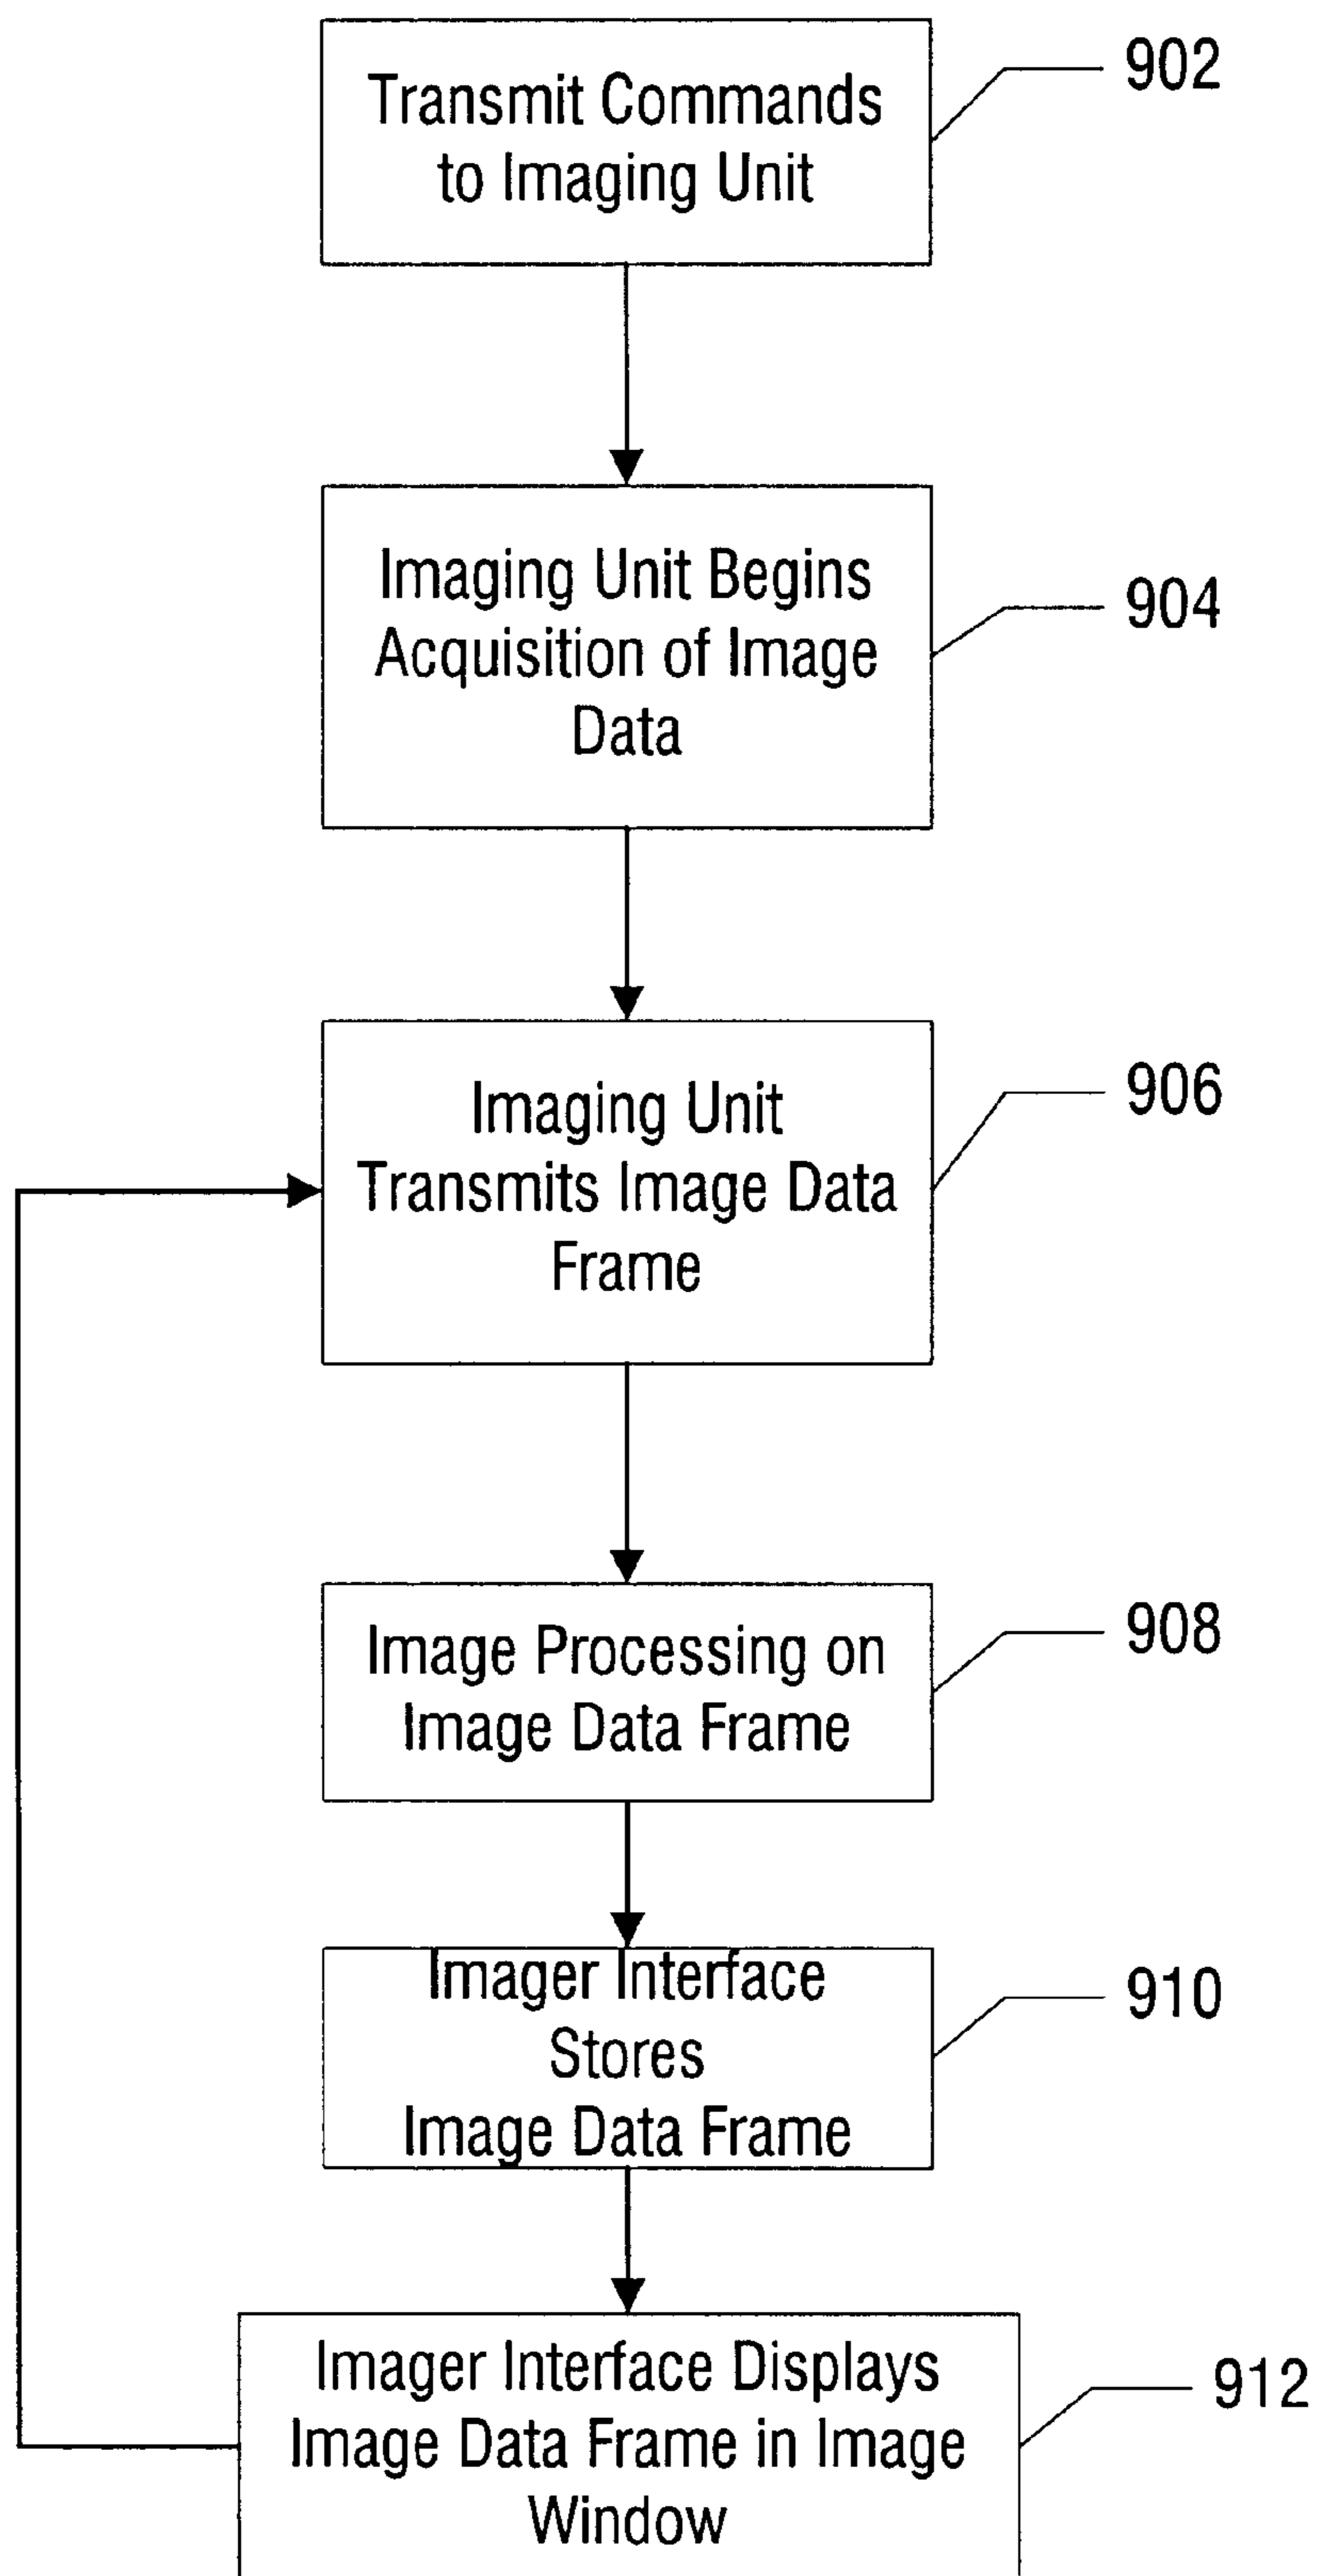 Transmit Commands
to Imaging Unit
902
Imaging Unit Begins
Acquisition of Image
Data
904
Imaging Unit
Transmits Image Data
Frame
906
Image Processing on
Image Data Frame
908
Imager Interface
Stores
Image Data Frame
910
Imager Interface Displays
Image Data Frame in Image
Window
912